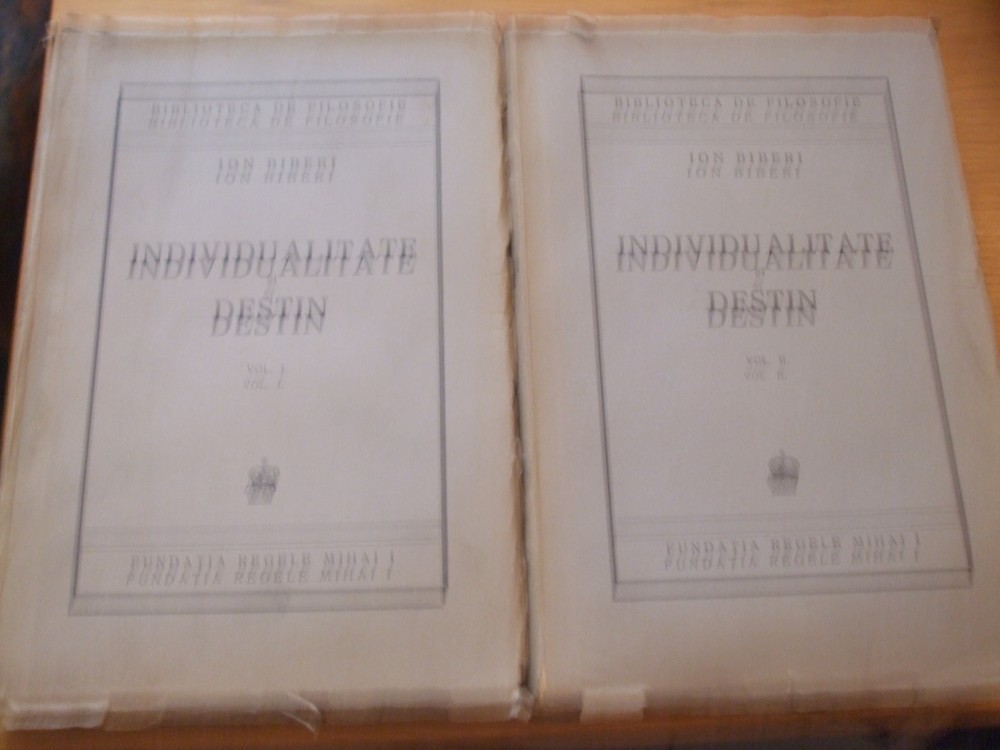 BIBLIOTECA DE FILOSOFIE
ION BIBERI
INDIVIDUALITATE
ȘI
DESTIN
VOL. I.
FUNDAȚIA REGELE MIHAI I
BIBLIOTECA DE FILOSOFIE
ION BIBERI
INDIVIDUALITATE
ȘI
DESTIN
VOL. II.
FUNDAȚIA REGELE MIHAI I